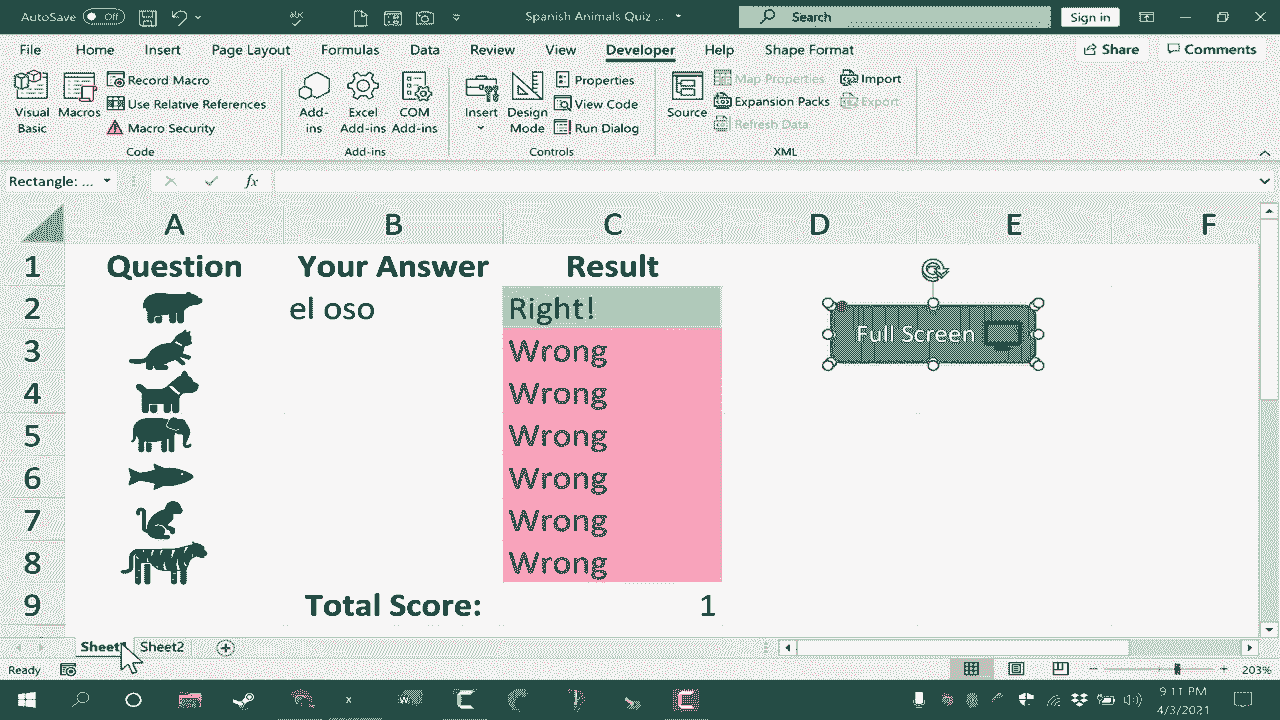 AutoSave Off Spanish Animals Quiz ... Search Sign in
File Home Insert Page Layout Formulas Data Review View Developer Help Shape Format Share Comments
Visual Basic
Macros
Record Macro
Use Relative References
Macro Security
Code
Add-ins
Excel Add-ins
COM Add-ins
Add-ins
Insert
Design Mode
Properties
View Code
Run Dialog
Controls
Source
Map Properties
Expansion Packs
Refresh Data
Import
Export
XML
Rectangle: ... fx
A B C D E F
1 Question Your Answer Result
2 el oso Right!
Full Screen
3 Wrong
4 Wrong
5 Wrong
6 Wrong
7 Wrong
8 Wrong
9 Total Score: 1
Sheet1 Sheet2
Ready 203%
9:11 PM
4/3/2021